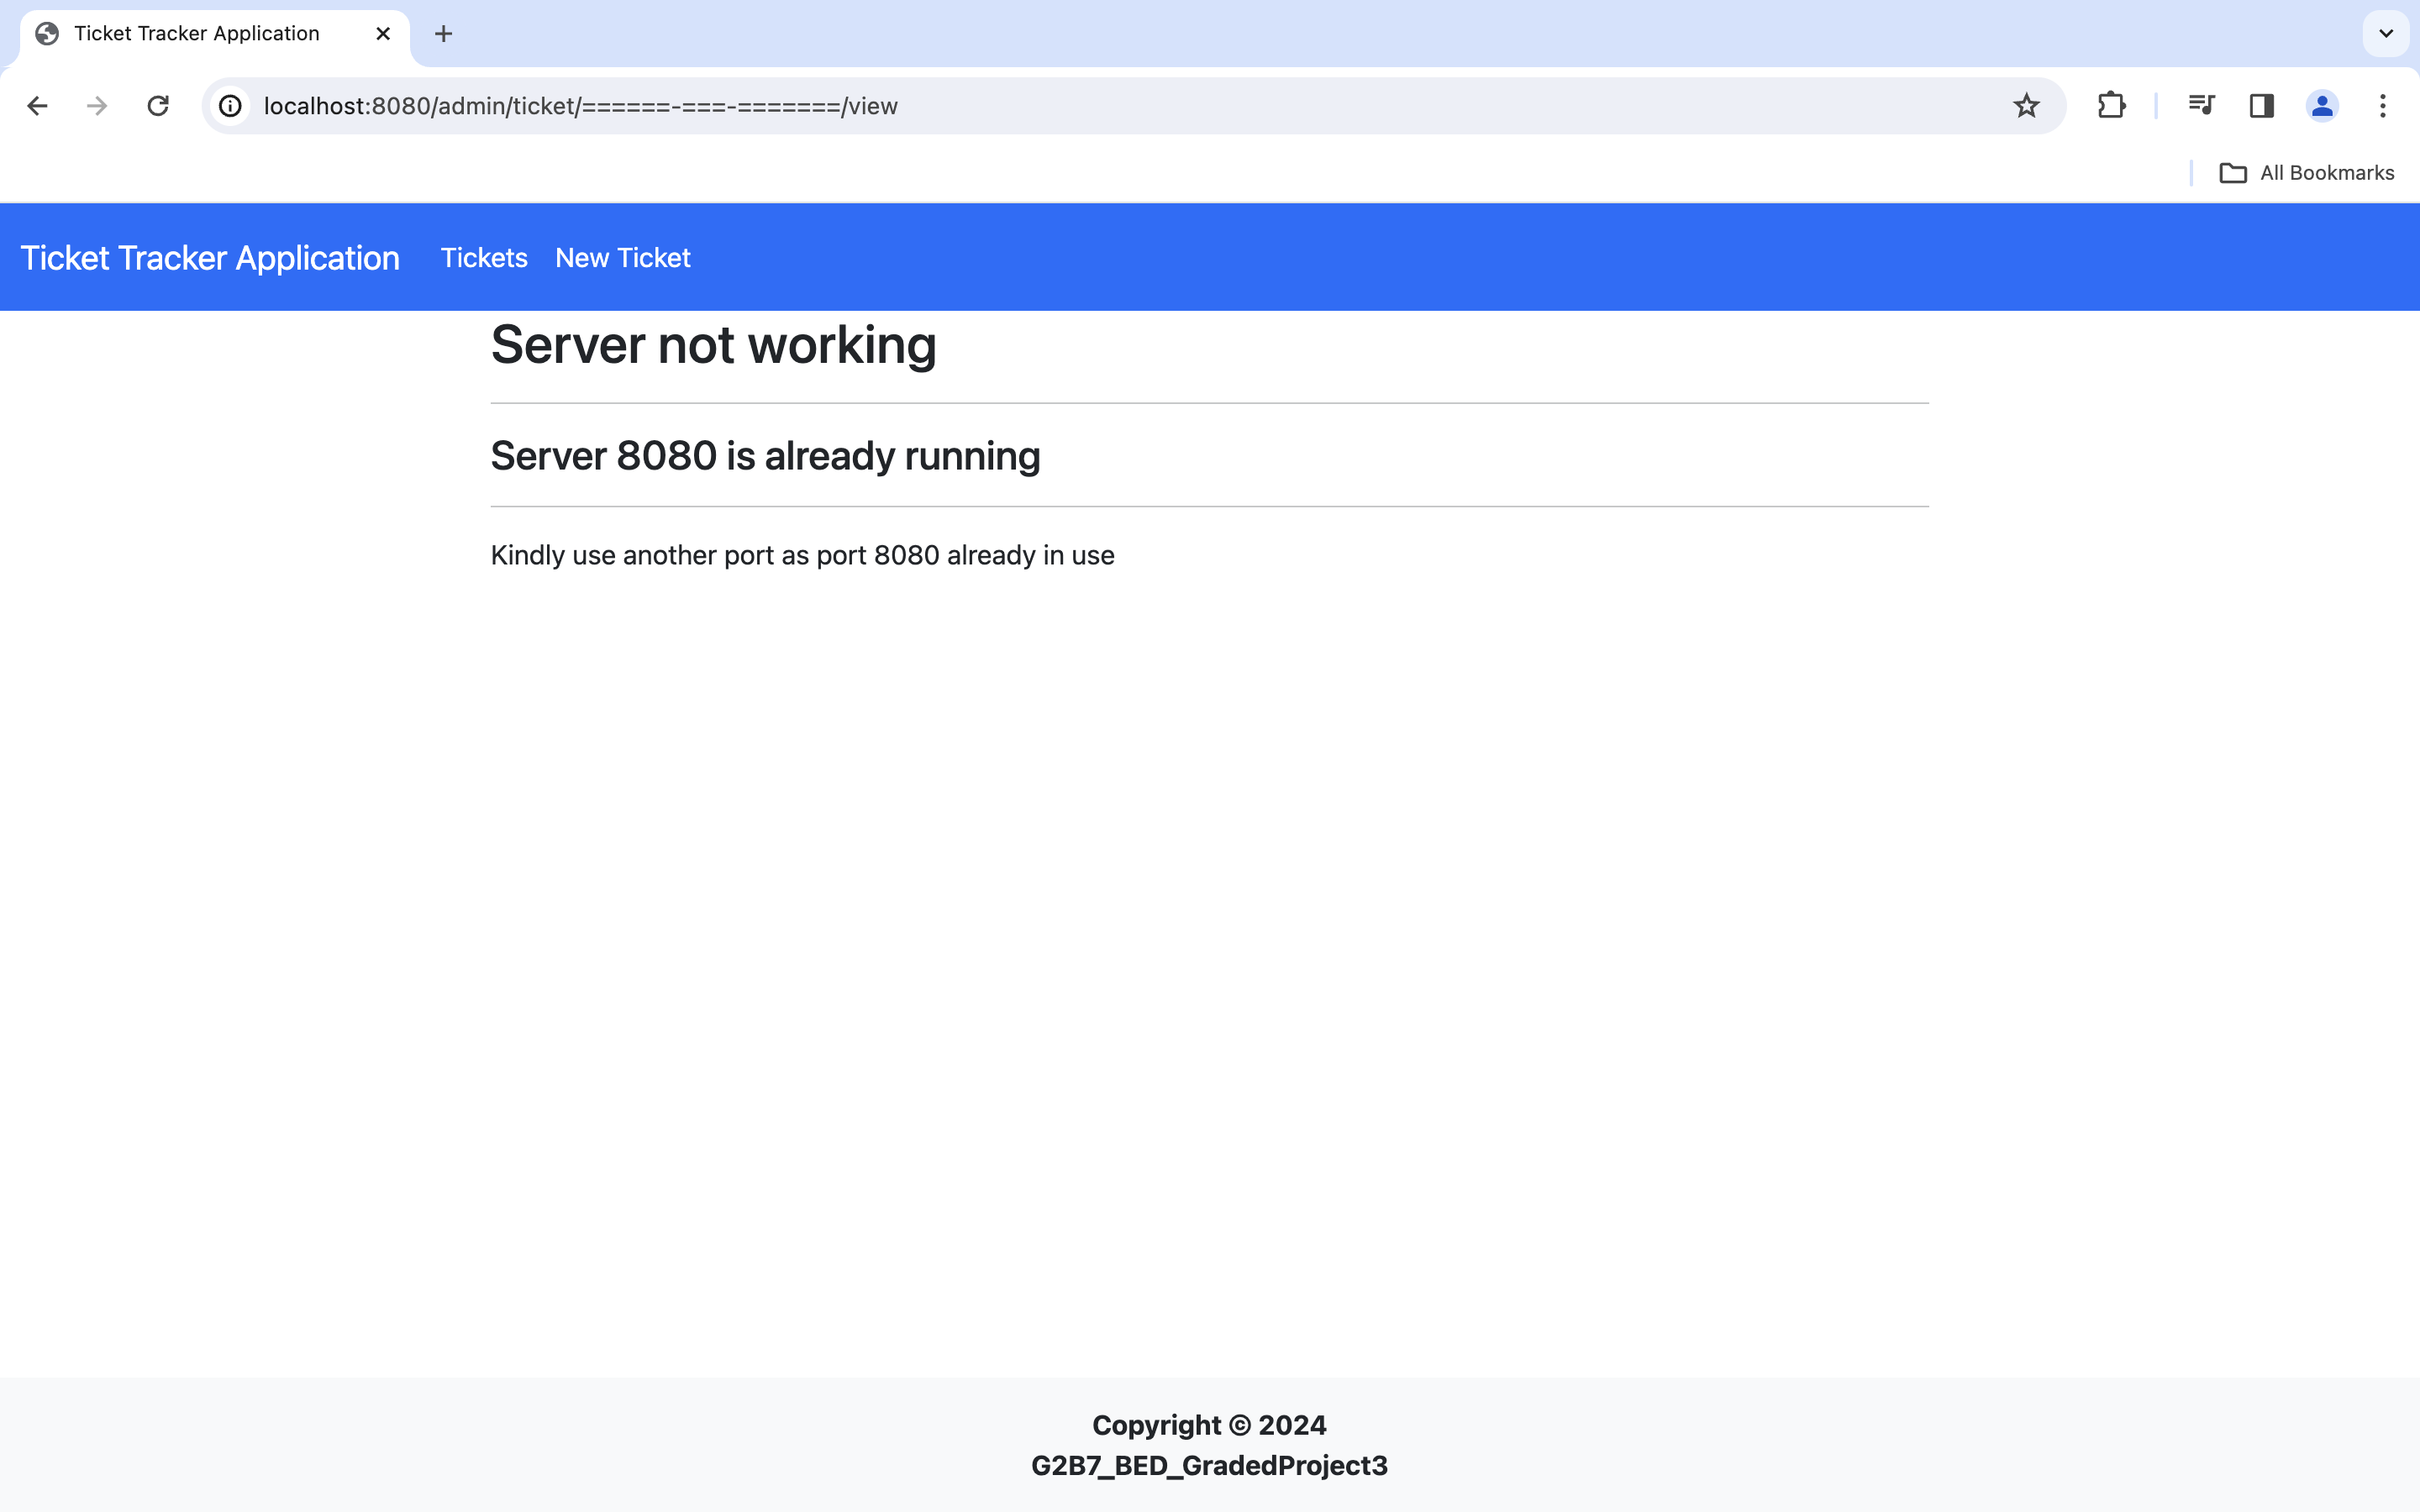 Ticket Tracker Application
localhost:8080/admin/ticket/======-===-=======/view
All Bookmarks
Ticket Tracker Application Tickets New Ticket
Server not working
Server 8080 is already running
Kindly use another port as port 8080 already in use
Copyright © 2024
G2B7_BED_GradedProject3